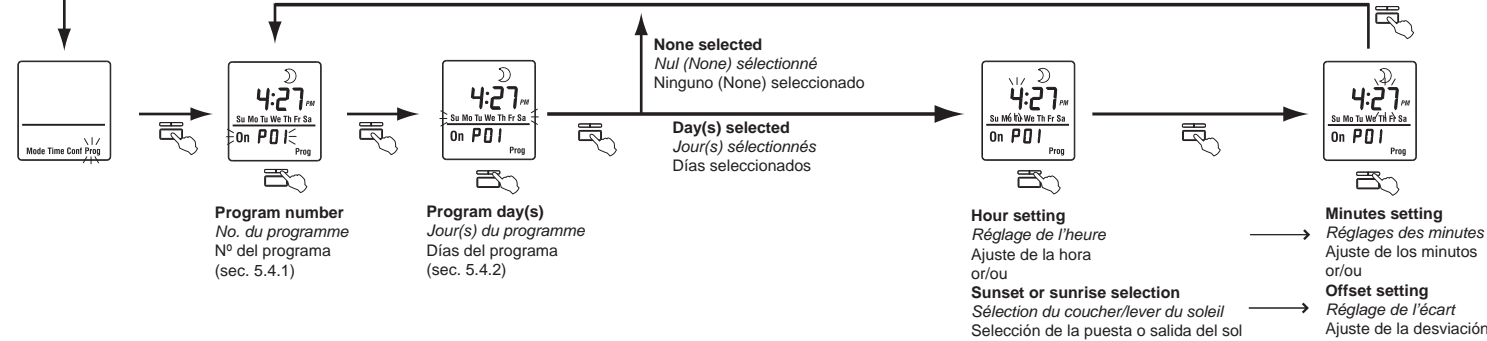 None selected
Nul (None) sélectionné
Ninguno (None) seleccionado
Mode Time Conf Prog
4:27 PM
Su Mo Tu We Th Fr Sa
On P01
Prog
4:27 PM
Su Mo Tu We Th Fr Sa
On P01
Prog
Day(s) selected
Jour(s) sélectionnés
Días seleccionados
4:27 PM
Su Mo Tu We Th Fr Sa
On P01
Prog
4:27 PM
Su Mo Tu We Th Fr Sa
On P01
Prog
Program number
No. du programme
Nº del programa
(sec. 5.4.1)
Program day(s)
Jour(s) du programme
Días del programa
(sec. 5.4.2)
Hour setting
Réglage de l'heure
Ajuste de la hora
or/ou
Sunset or sunrise selection
Sélection du coucher/lever du soleil
Selección de la puesta o salida del sol
Minutes setting
Réglages des minutes
Ajuste de los minutos
or/ou
Offset setting
Réglage de l'écart
Ajuste de la desviación